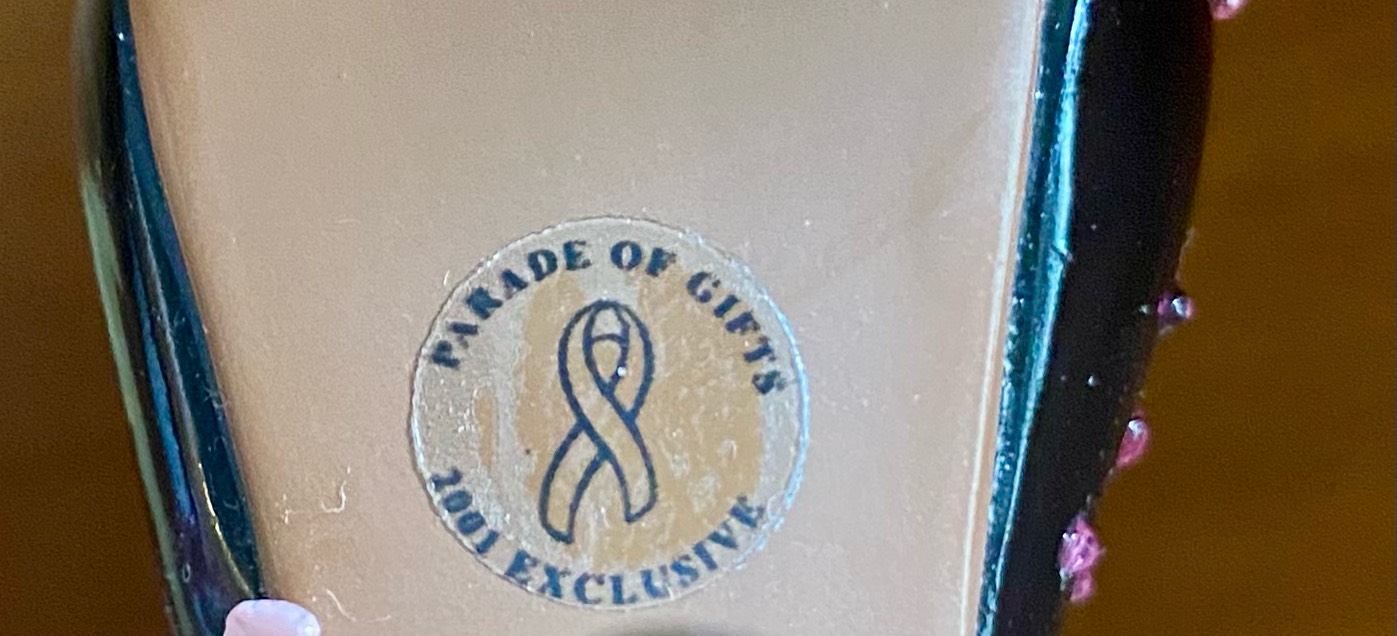 PARADE OF GIFTS
2001 EXCLUSIVE